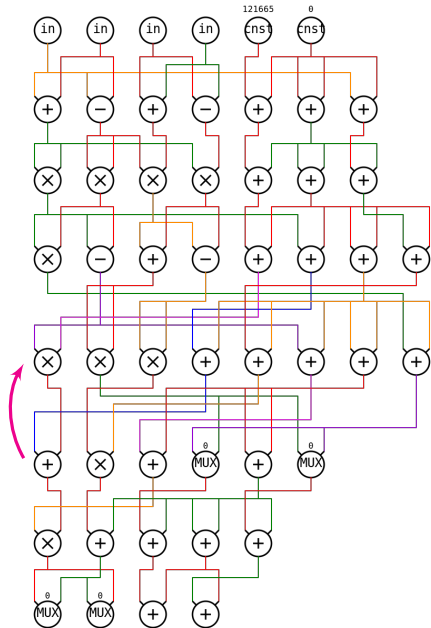 121665 0
in in in in cnst cnst
+ − + − + + +
× × × × + + +
× − + − + + + +
× × × + + + + +
0 0
+ × + MUX + MUX
× + + + +
0 0
MUX MUX + +